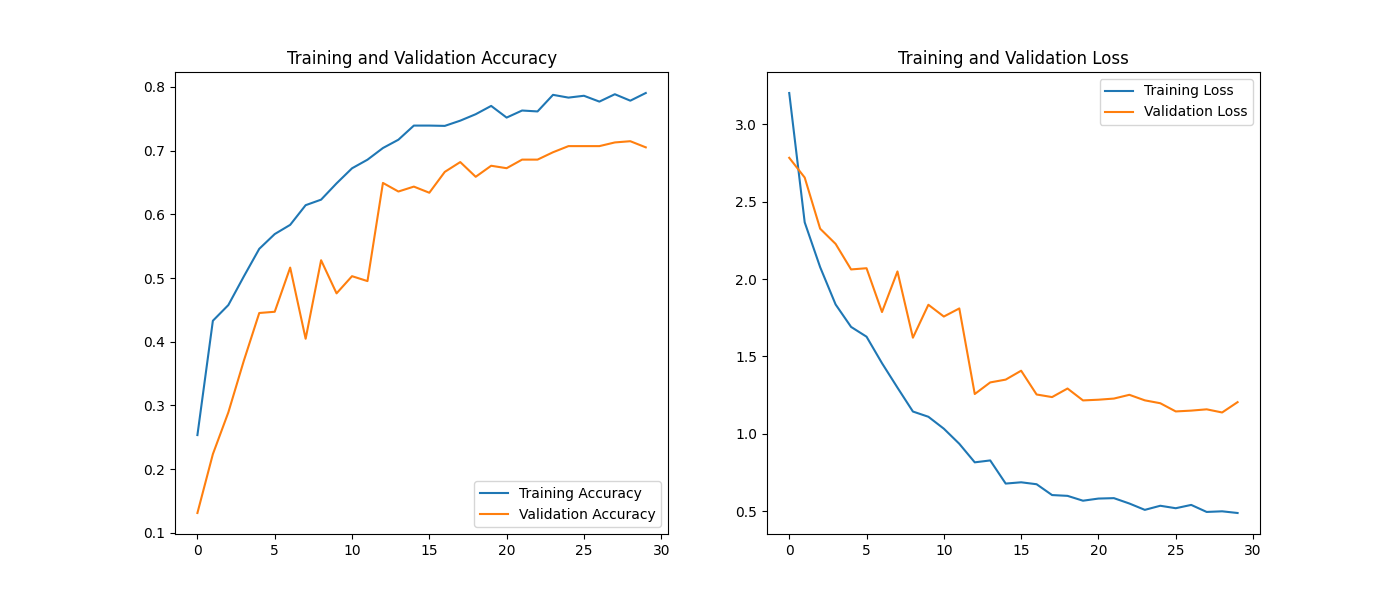 Training and Validation Accuracy
0.8
0.7
0.6
0.5
0.4
0.3
0.2
0.1
0 5 10 15 20 25 30
Training Accuracy
Validation Accuracy
Training and Validation Loss
3.0
2.5
2.0
1.5
1.0
0.5
0 5 10 15 20 25 30
Training Loss
Validation Loss